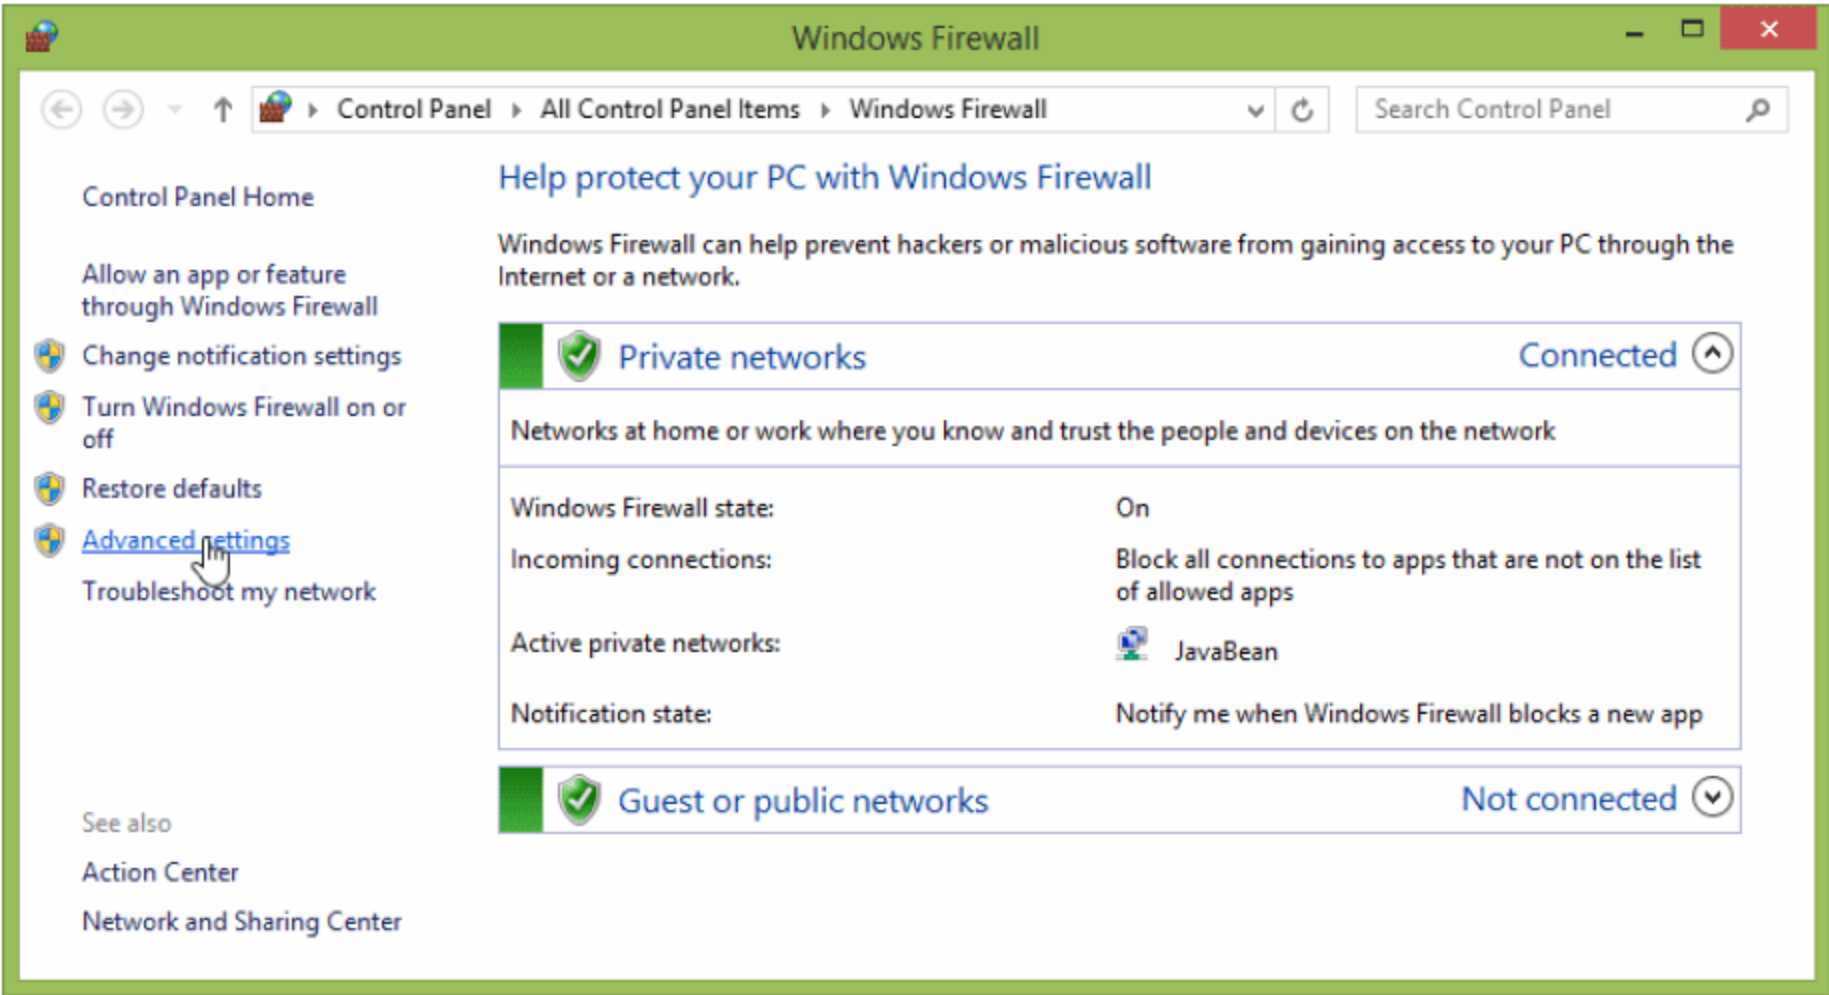 Windows Firewall
Control Panel All Control Panel Items Windows Firewall
Search Control Panel
Control Panel Home
Allow an app or feature
through Windows Firewall
Change notification settings
Turn Windows Firewall on or
off
Restore defaults
Advanced settings
Troubleshoot my network
See also
Action Center
Network and Sharing Center
Help protect your PC with Windows Firewall
Windows Firewall can help prevent hackers or malicious software from gaining access to your PC through the
Internet or a network.
Private networks Connected
Networks at home or work where you know and trust the people and devices on the network
Windows Firewall state: On
Incoming connections: Block all connections to apps that are not on the list
of allowed apps
Active private networks: JavaBean
Notification state: Notify me when Windows Firewall blocks a new app
Guest or public networks Not connected